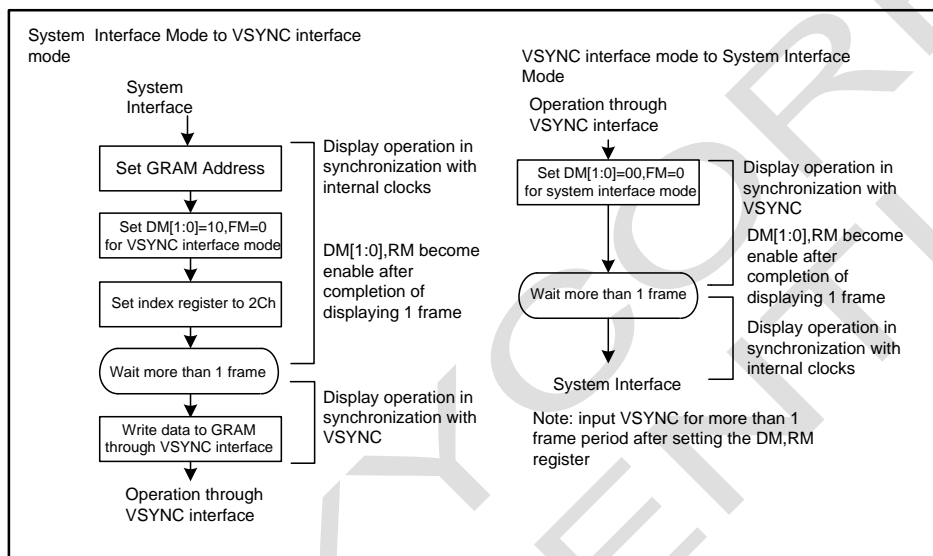 System Interface Mode to VSYNC interface
mode
System
Interface
Set GRAM Address
Set DM[1:0]=10,FM=0
for VSYNC interface mode
Set index register to 2Ch
Wait more than 1 frame
Write data to GRAM
through VSYNC interface
Operation through
VSYNC interface
Display operation in
synchronization with
internal clocks
DM[1:0],RM become
enable after
completion of
displaying 1 frame
Display operation in
synchronization with
VSYNC
VSYNC interface mode to System Interface
Mode
Operation through
VSYNC interface
Set DM[1:0]=00,FM=0
for system interface mode
Wait more than 1 frame
System Interface
Display operation in
synchronization with
VSYNC
DM[1:0],RM become
enable after
completion of
displaying 1 frame
Display operation in
synchronization with
internal clocks
Note: input VSYNC for more than 1
frame period after setting the DM,RM
register